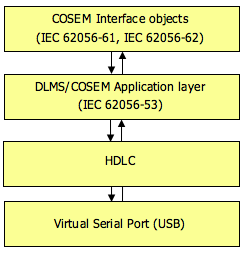 COSEM Interface objects
(IEC 62056-61, IEC 62056-62)
DLMS/COSEM Application layer
(IEC 62056-53)
HDLC
Virtual Serial Port (USB)